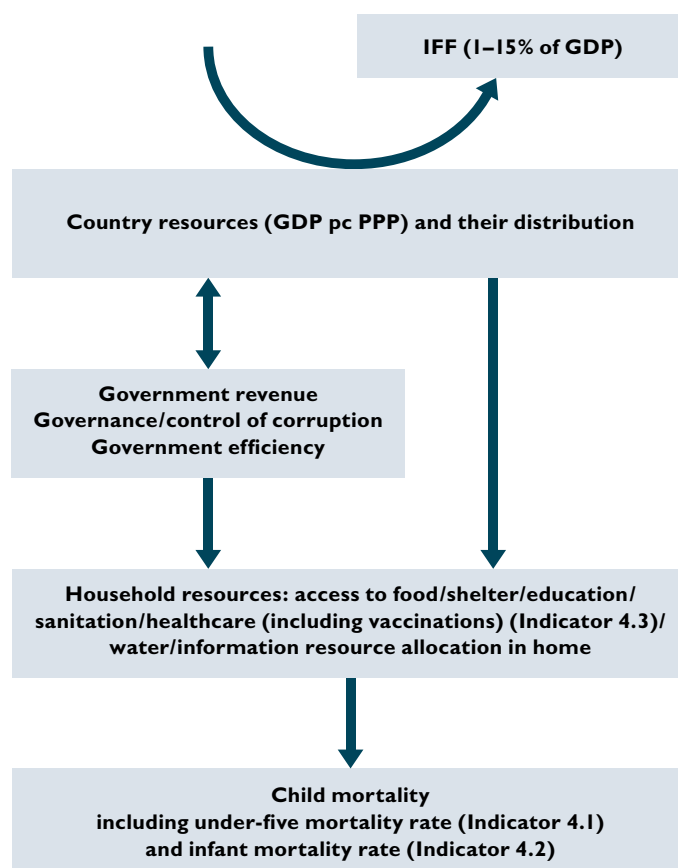 IFF (1–15% of GDP)
Country resources (GDP pc PPP) and their distribution
Government revenue
Governance/control of corruption
Government efficiency
Household resources: access to food/shelter/education/
sanitation/healthcare (including vaccinations) (Indicator 4.3)/
water/information resource allocation in home
Child mortality
including under-five mortality rate (Indicator 4.1)
and infant mortality rate (Indicator 4.2)